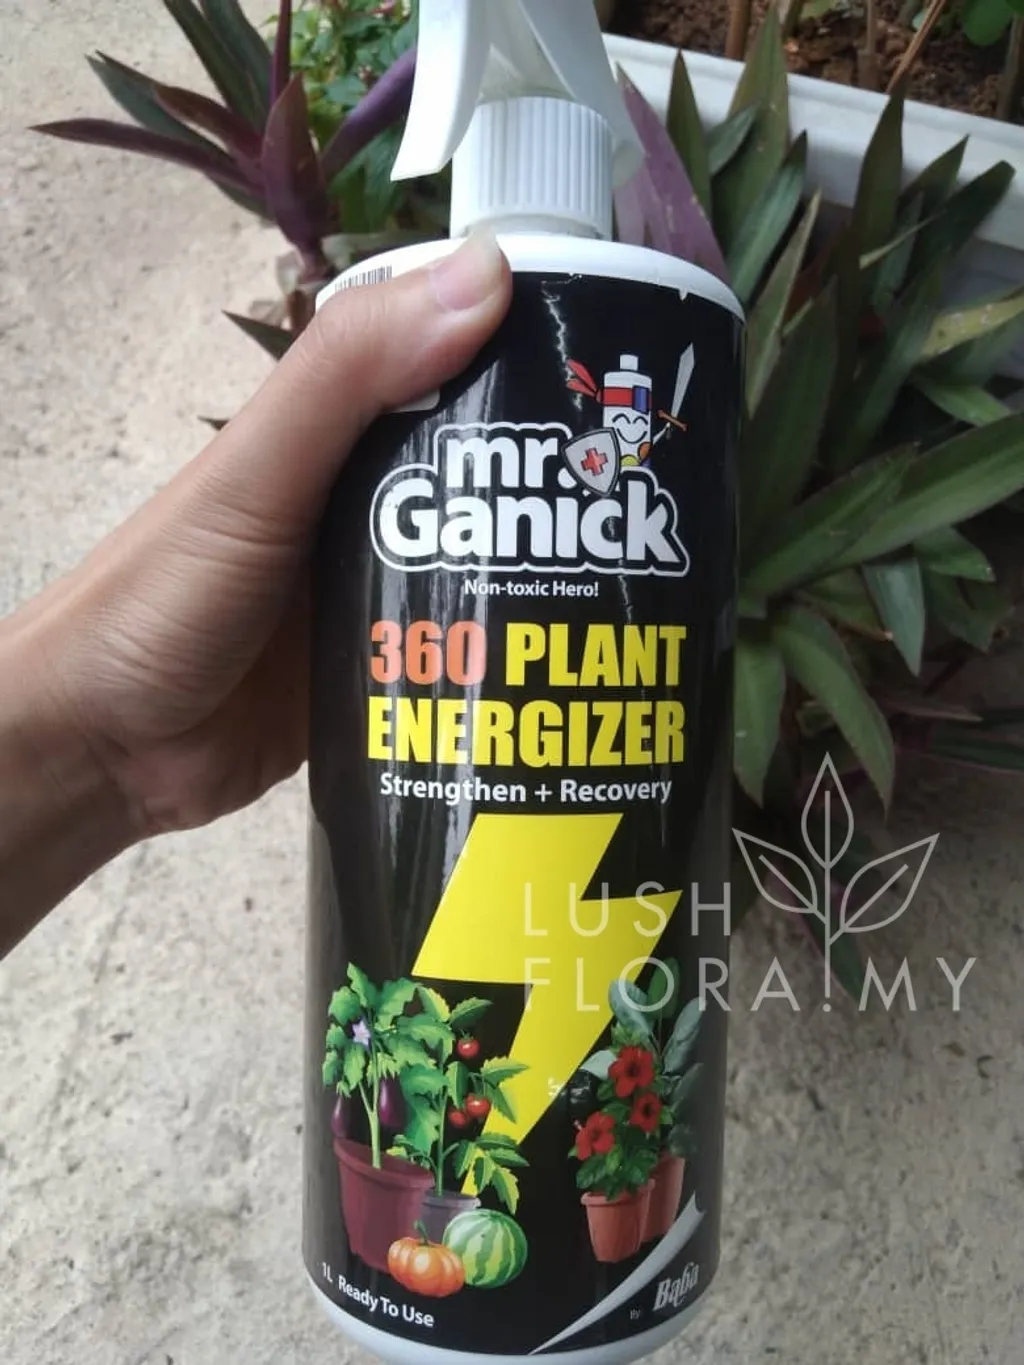 mr.
Ganick
Non-toxic Hero!
360 PLANT
ENERGIZER
Strengthen + Recovery
LUSH
FLORA!MY
1L Ready To Use
By: Baba